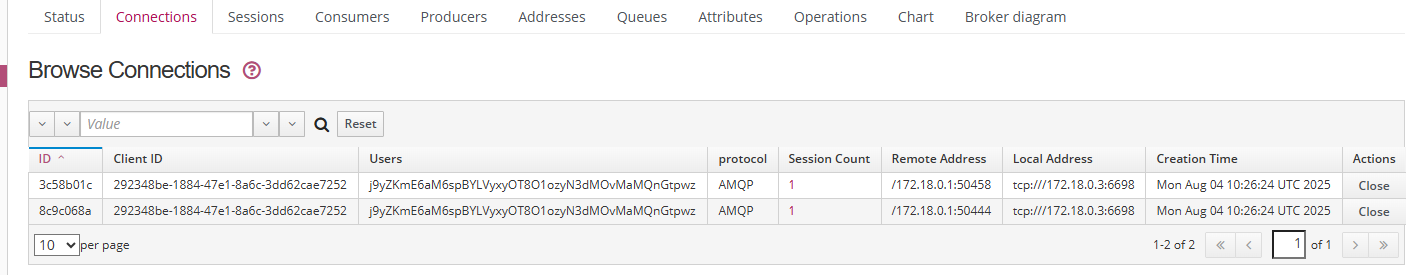 Status Connections Sessions Consumers Producers Addresses Queues Attributes Operations Chart Broker diagram
Browse Connections
Value Reset
ID Client ID Users protocol Session Count Remote Address Local Address Creation Time Actions
3c58b01c 292348be-1884-47e1-8a6c-3dd62cae7252 j9yZKmE6aM6spBYLVyxyOT8O1ozyN3dMOvMaMQnGtpwz AMQP 1 /172.18.0.1:50458 tcp:///172.18.0.3:6698 Mon Aug 04 10:26:24 UTC 2025 Close
8c9c068a 292348be-1884-47e1-8a6c-3dd62cae7252 j9yZKmE6aM6spBYLVyxyOT8O1ozyN3dMOvMaMQnGtpwz AMQP 1 /172.18.0.1:50444 tcp:///172.18.0.3:6698 Mon Aug 04 10:26:24 UTC 2025 Close
10 per page 1-2 of 2 « ‹ 1 of 1 › »